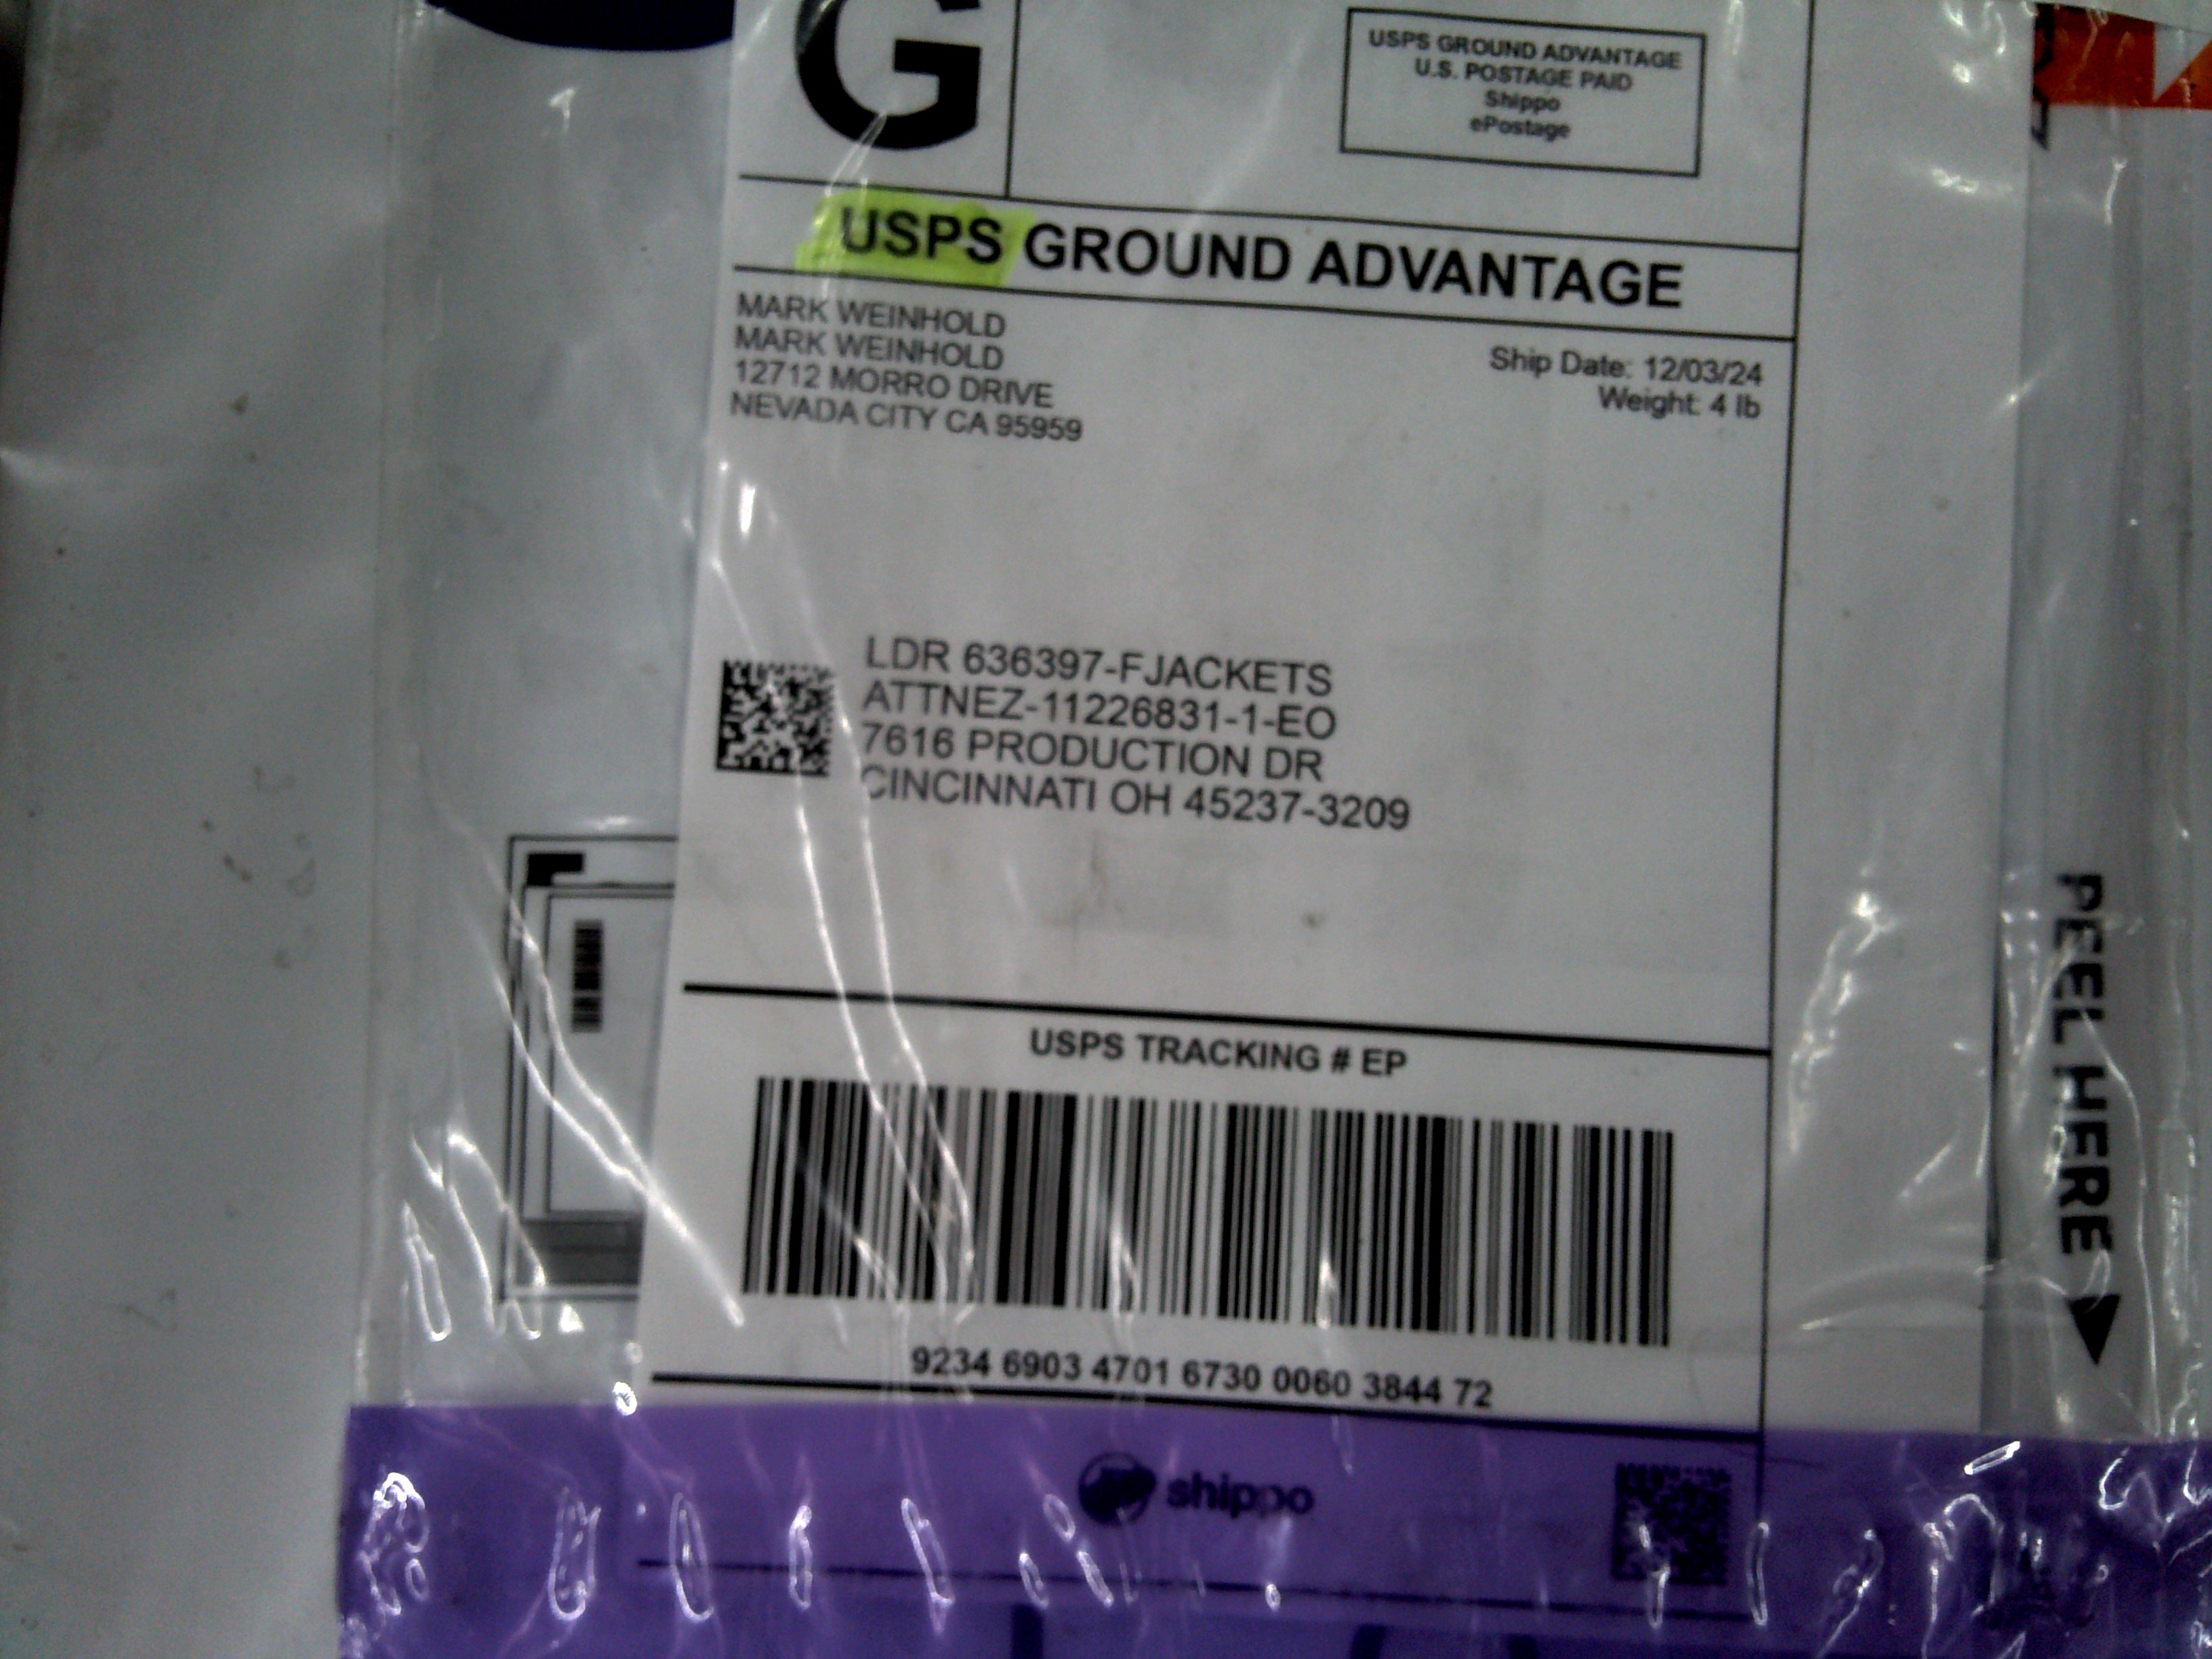 G
USPS GROUND ADVANTAGE
U.S. POSTAGE PAID
Shippo
ePostage
USPS GROUND ADVANTAGE
MARK WEINHOLD
MARK WEINHOLD
12712 MORRO DRIVE
NEVADA CITY CA 95959
Ship Date: 12/03/24
Weight: 4 lb
LDR 636397-FJACKETS
ATTNEZ-11226831-1-EO
7616 PRODUCTION DR
CINCINNATI OH 45237-3209
USPS TRACKING # EP
9234 6903 4701 6730 0060 3844 72
shippo
PEEL HERE